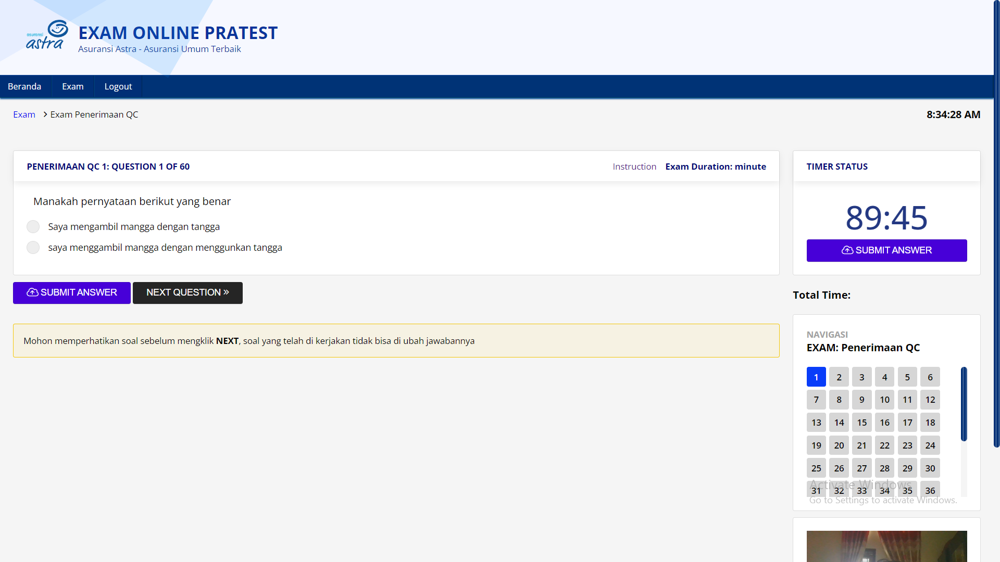 asuransi
astra
EXAM ONLINE PRATEST
Asuransi Astra - Asuransi Umum Terbaik
Beranda
Exam
Logout
Exam > Exam Penerimaan QC
8:34:28 AM
PENERIMAAN QC 1: QUESTION 1 OF 60
Instruction
Exam Duration: minute
Manakah pernyataan berikut yang benar
Saya mengambil mangga dengan tangga
saya menggambil mangga dengan menggunkan tangga
SUBMIT ANSWER
NEXT QUESTION »
Mohon memperhatikan soal sebelum mengklik NEXT, soal yang telah di kerjakan tidak bisa di ubah jawabannya
TIMER STATUS
89:45
SUBMIT ANSWER
Total Time:
NAVIGASI
EXAM: Penerimaan QC
1 2 3 4 5 6
7 8 9 10 11 12
13 14 15 16 17 18
19 20 21 22 23 24
25 26 27 28 29 30
31 32 33 34 35 36
Activate Windows
Go to Settings to activate Windows.